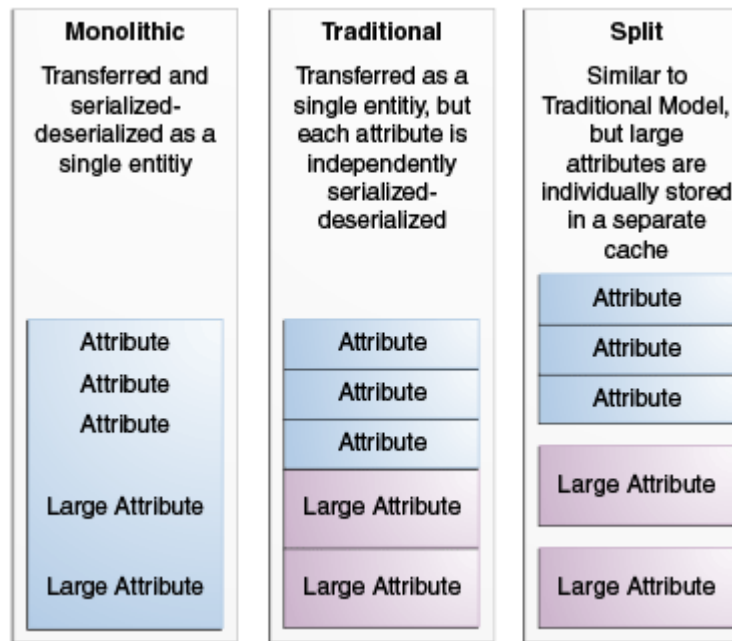 Monolithic
Transferred and
serialized-
deserialized as a
single entitiy
Attribute
Attribute
Attribute
Large Attribute
Large Attribute
Traditional
Transferred as a
single entitiy, but
each attribute is
independently
serialized-
deserialized
Attribute
Attribute
Attribute
Large Attribute
Large Attribute
Split
Similar to
Traditional Model,
but large
attributes are
individually stored
in a separate
cache
Attribute
Attribute
Attribute
Large Attribute
Large Attribute